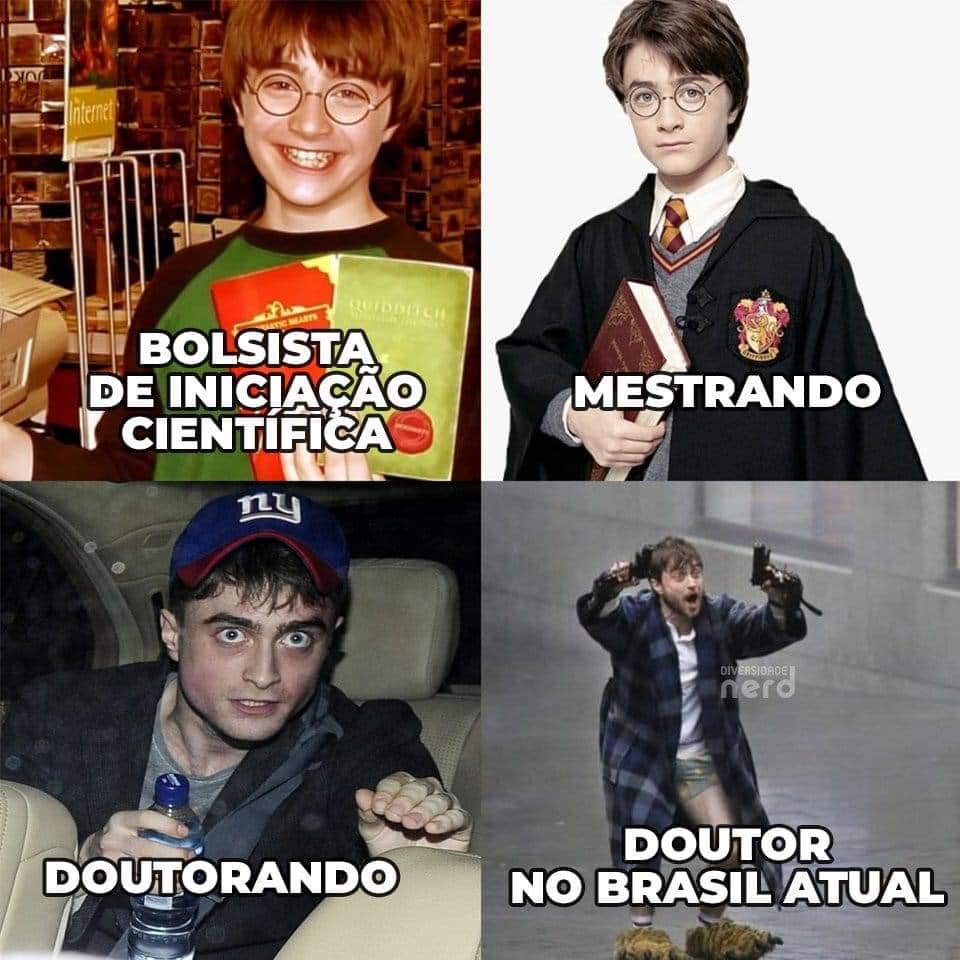 Internet
QUIDDITCH
BOLSISTA
DE INICIAÇÃO
CIENTÍFICA
MESTRANDO
ny
DIVERSIDADE
nerd
DOUTORANDO
DOUTOR
NO BRASIL ATUAL